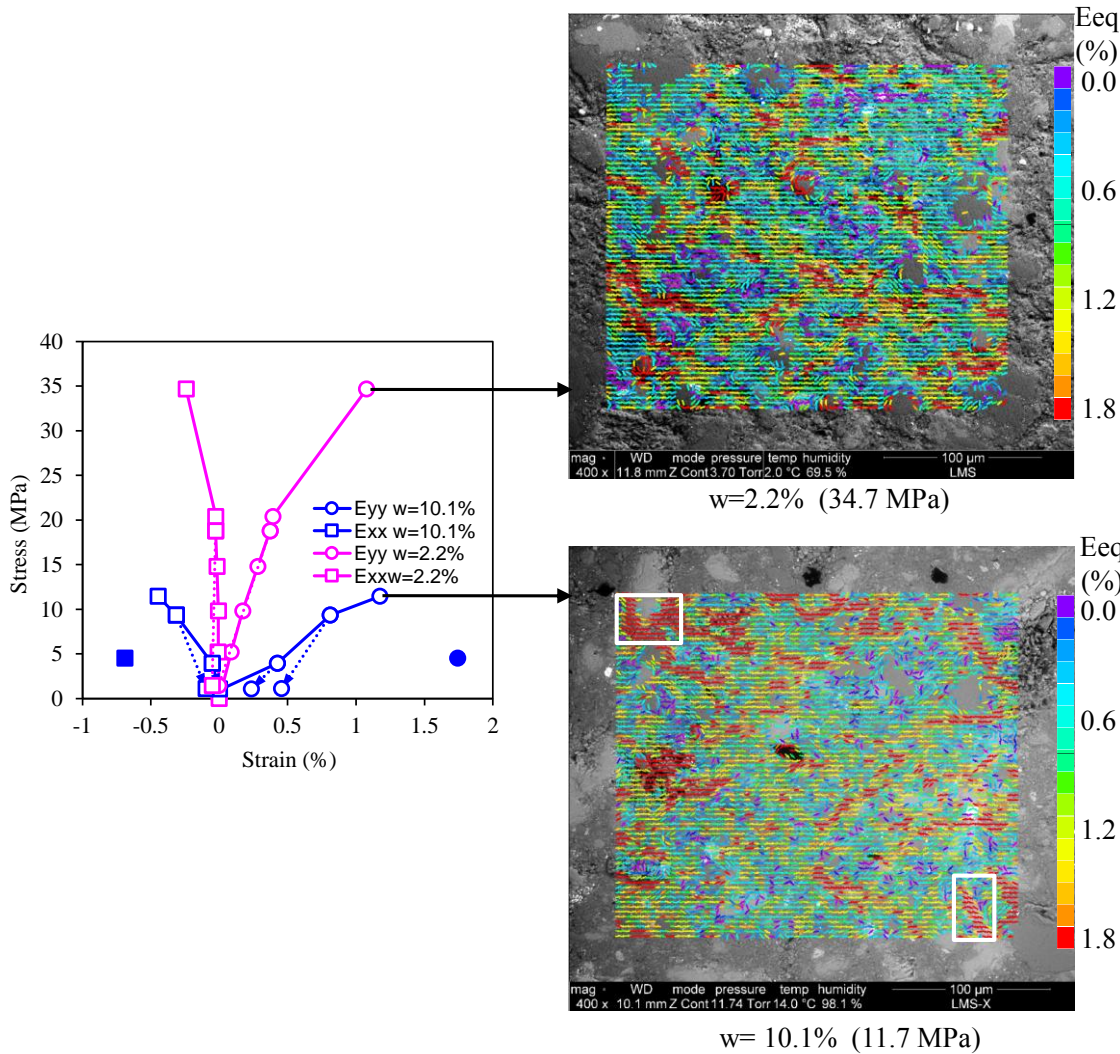 Eeq
(%)
0.0
0.6
1.2
1.8
mag WD mode pressure temp humidity 100 µm
400 x 11.8 mm Z Cont 3.70 Torr 2.0 °C 69.5 % LMS
w=2.2% (34.7 MPa)
40
35
30
25
20
15
10
5
0
Stress (MPa)
Eyy w=10.1%
Exx w=10.1%
Eyy w=2.2%
Exxw=2.2%
-1
-0.5
0
0.5
1
1.5
2
Strain (%)
Eeq
(%)
0.0
0.6
1.2
1.8
mag WD mode pressure temp humidity 100 µm
400 x 10.1 mm Z Cont 11.74 Torr 14.0 °C 98.1 % LMS-X
w= 10.1% (11.7 MPa)